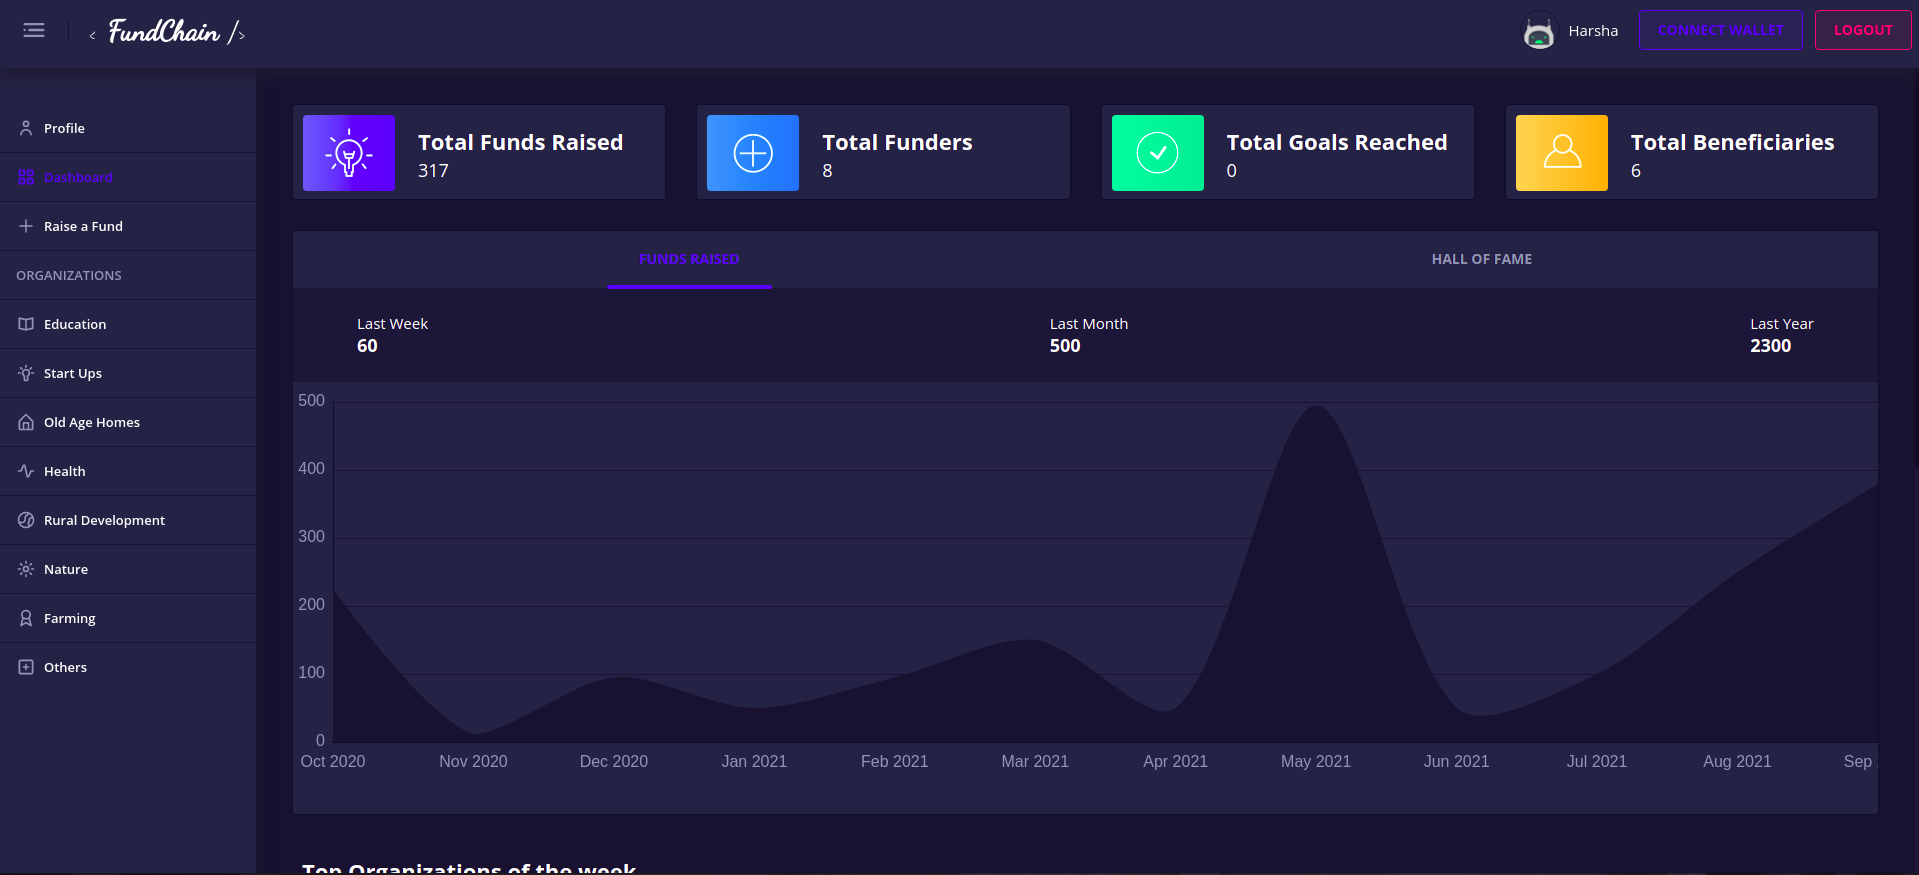 < FundChain />
Harsha
CONNECT WALLET
LOGOUT
Profile
Dashboard
Raise a Fund
ORGANIZATIONS
Education
Start Ups
Old Age Homes
Health
Rural Development
Nature
Farming
Others
Total Funds Raised
317
Total Funders
8
Total Goals Reached
0
Total Beneficiaries
6
FUNDS RAISED
HALL OF FAME
Last Week
60
Last Month
500
Last Year
2300
500
400
300
200
100
0
Oct 2020
Nov 2020
Dec 2020
Jan 2021
Feb 2021
Mar 2021
Apr 2021
May 2021
Jun 2021
Jul 2021
Aug 2021
Sep
Top Organizations of the week